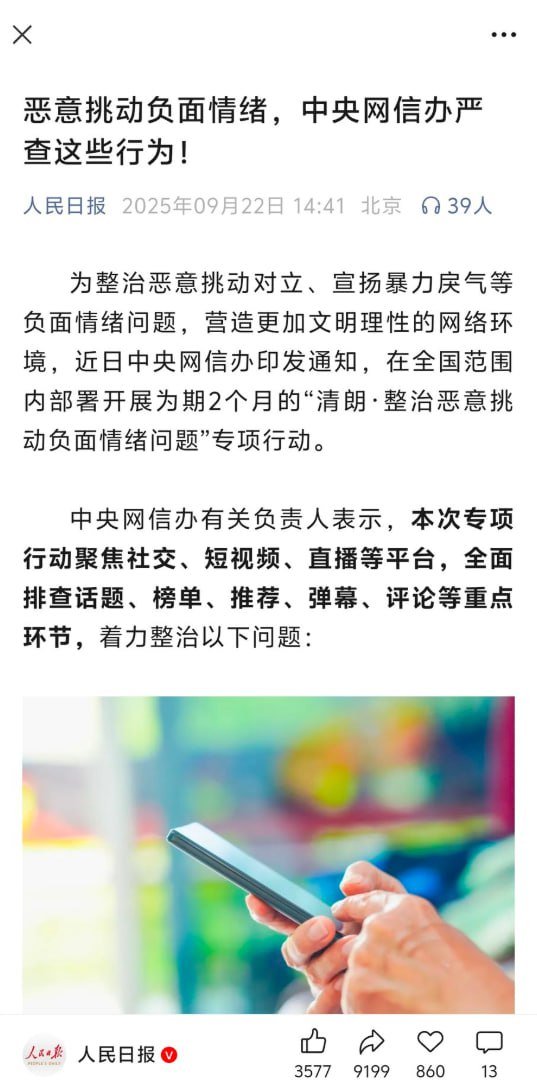 恶意挑动负面情绪，中央网信办严
查这些行为！
人民日报 2025年09月22日 14:41 北京 39人
为整治恶意挑动对立、宣扬暴力戾气等
负面情绪问题，营造更加文明理性的网络环
境，近日中央网信办印发通知，在全国范围
内部署开展为期2个月的“清朗·整治恶意挑
动负面情绪问题”专项行动。
中央网信办有关负责人表示，本次专项
行动聚焦社交、短视频、直播等平台，全面
排查话题、榜单、推荐、弹幕、评论等重点
环节，着力整治以下问题：
人民日报
PEOPLE'S DAILY
人民日报 V
3577 9199 860 13